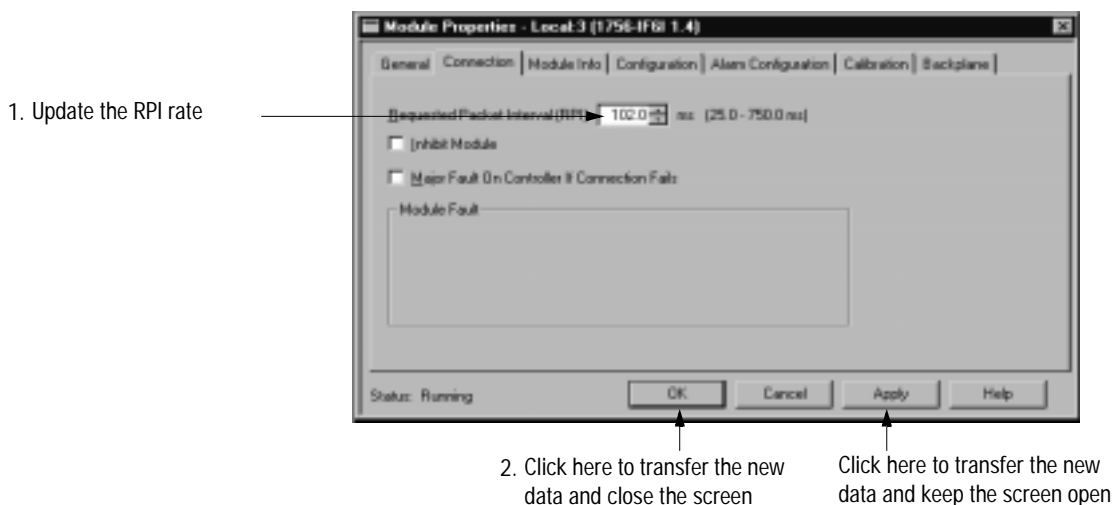 Module Properties - Local:3 (1756-IF6I 1.4)
General Connection Module Info Configuration Alarm Configuration Calibration Backplane
1. Update the RPI rate
Requested Packet Interval (RPI) 102.0 ms (25.0 - 750.0 ms)
Inhibit Module
Major Fault On Controller If Connection Fails
Module Fault
Status: Running OK Cancel Apply Help
2. Click here to transfer the new
data and close the screen
Click here to transfer the new
data and keep the screen open